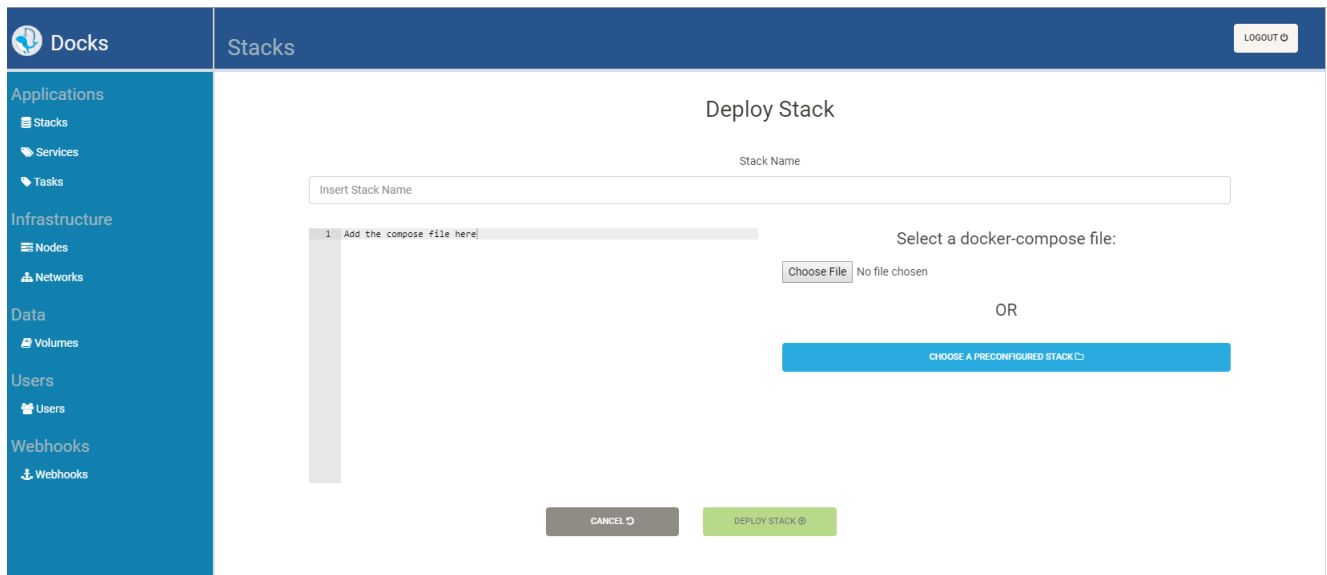 Docks
Stacks
LOGOUT
Applications
Stacks
Services
Tasks
Infrastructure
Nodes
Networks
Data
Volumes
Users
Users
Webhooks
Webhooks
Deploy Stack
Stack Name
Insert Stack Name
1 Add the compose file here
Select a docker-compose file:
Choose File No file chosen
OR
CHOOSE A PRECONFIGURED STACK
CANCEL
DEPLOY STACK